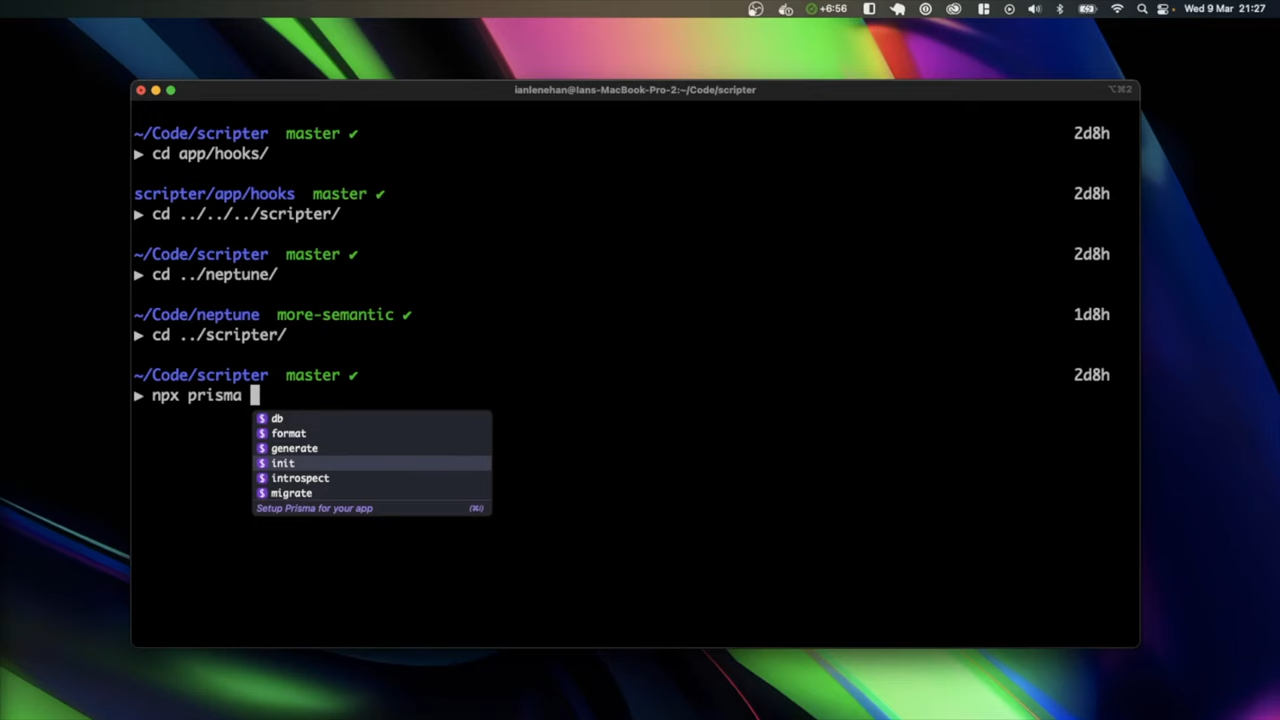 +6:56 Wed 9 Mar 21:27
ianlenehan@Ians-MacBook-Pro-2:~/Code/scripter ⌥⌘2
~/Code/scripter master ✔ 2d8h
▶ cd app/hooks/
scripter/app/hooks master ✔ 2d8h
▶ cd ../../../scripter/
~/Code/scripter master ✔ 2d8h
▶ cd ../neptune/
~/Code/neptune more-semantic ✔ 1d8h
▶ cd ../scripter/
~/Code/scripter master ✔ 2d8h
▶ npx prisma
$ db
$ format
$ generate
$ init
$ introspect
$ migrate
Setup Prisma for your app (⌘i)